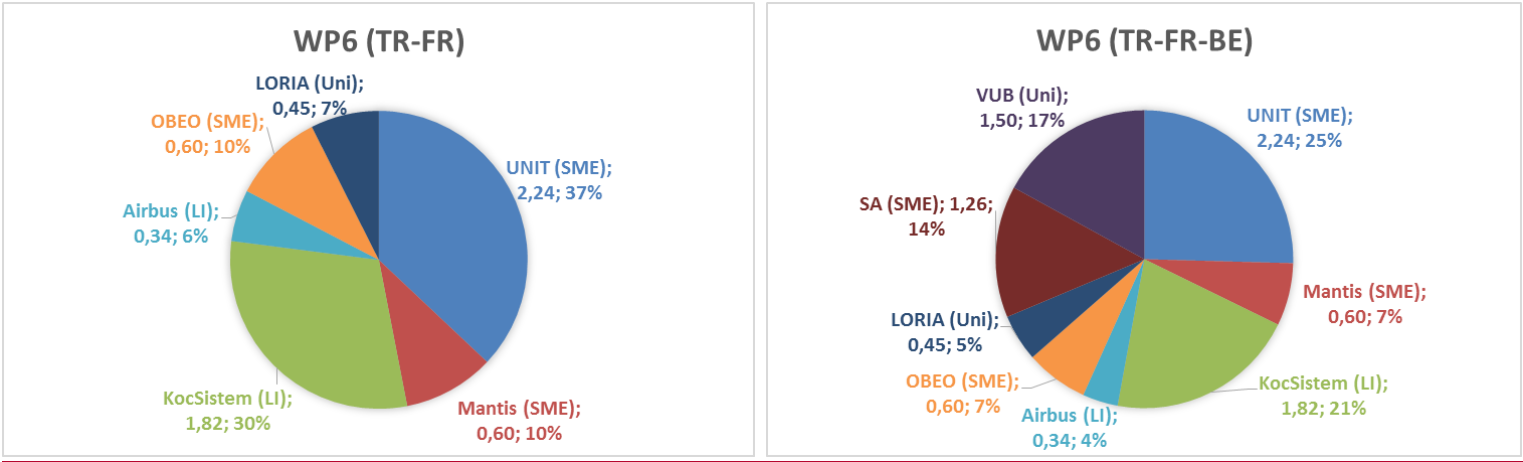 WP6 (TR-FR)
LORIA (Uni);
0,45; 7%
OBEO (SME);
0,60; 10%
UNIT (SME);
2,24; 37%
Airbus (LI);
0,34; 6%
KocSistem (LI);
1,82; 30%
Mantis (SME);
0,60; 10%
WP6 (TR-FR-BE)
VUB (Uni);
1,50; 17%
UNIT (SME);
2,24; 25%
SA (SME); 1,26;
14%
Mantis (SME);
0,60; 7%
LORIA (Uni);
0,45; 5%
OBEO (SME);
0,60; 7%
KocSistem (LI);
1,82; 21%
Airbus (LI);
0,34; 4%